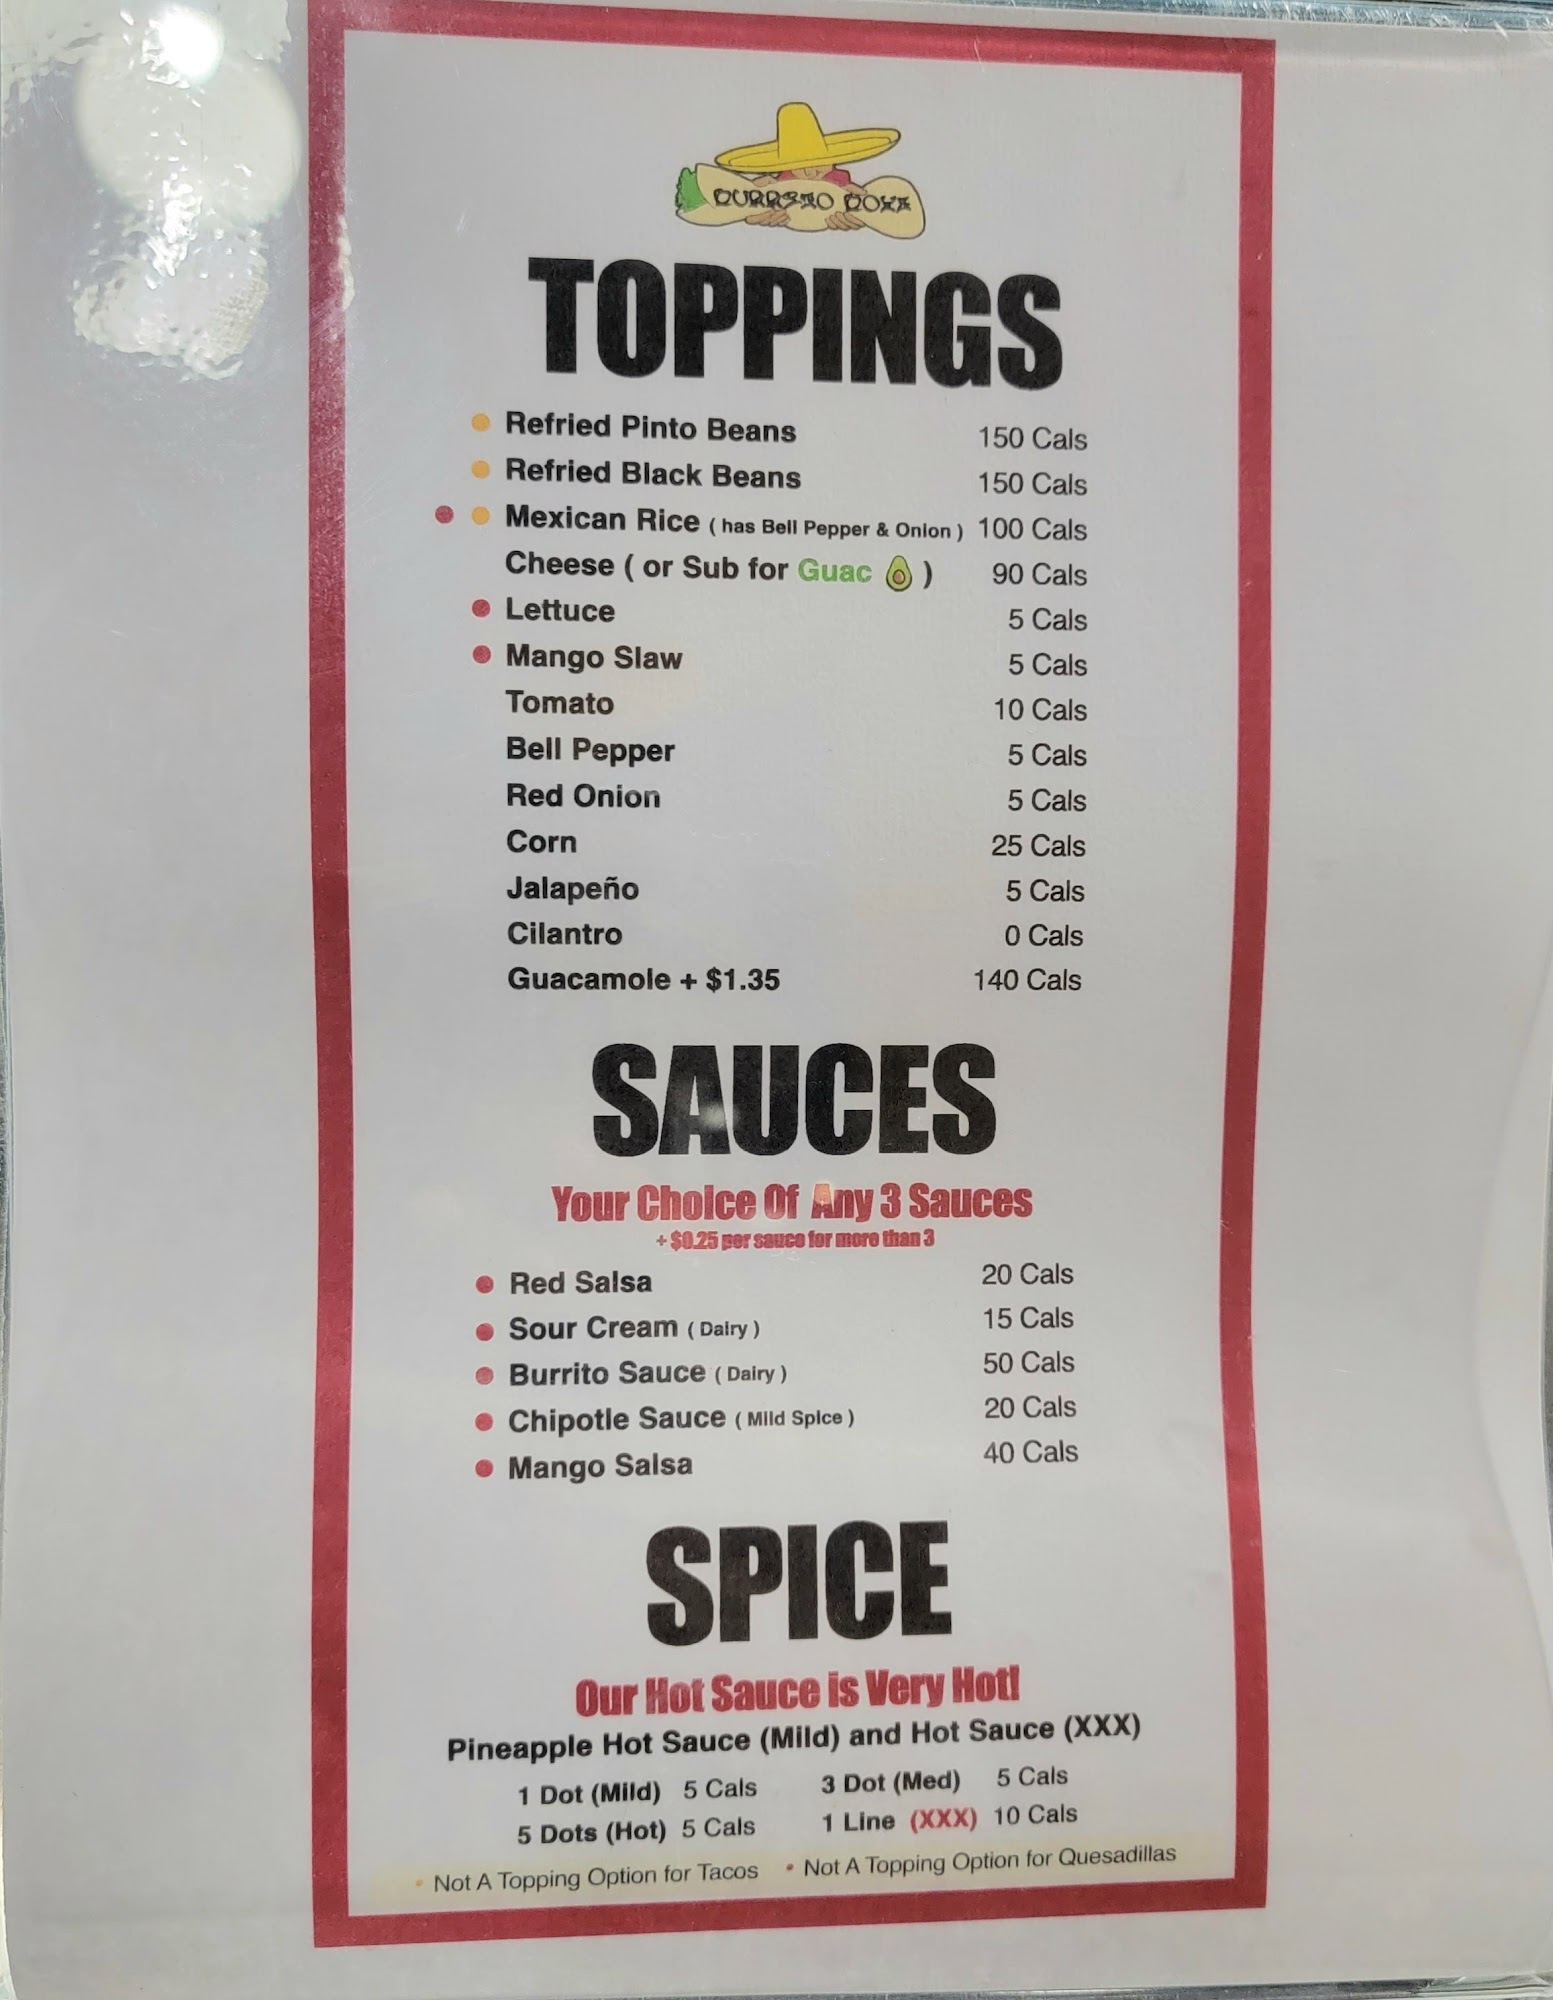 BURRITO BOYZ
TOPPINGS
Refried Pinto Beans 150 Cals
Refried Black Beans 150 Cals
Mexican Rice ( has Bell Pepper & Onion ) 100 Cals
Cheese ( or Sub for Guac ) 90 Cals
Lettuce 5 Cals
Mango Slaw 5 Cals
Tomato 10 Cals
Bell Pepper 5 Cals
Red Onion 5 Cals
Corn 25 Cals
Jalapeño 5 Cals
Cilantro 0 Cals
Guacamole + $1.35 140 Cals
SAUCES
Your Choice Of Any 3 Sauces
+ $0.25 per sauce for more than 3
Red Salsa 20 Cals
Sour Cream ( Dairy ) 15 Cals
Burrito Sauce ( Dairy ) 50 Cals
Chipotle Sauce ( Mild Spice ) 20 Cals
Mango Salsa 40 Cals
SPICE
Our Hot Sauce is Very Hot!
Pineapple Hot Sauce (Mild) and Hot Sauce (XXX)
1 Dot (Mild) 5 Cals 3 Dot (Med) 5 Cals
5 Dots (Hot) 5 Cals 1 Line (XXX) 10 Cals
• Not A Topping Option for Tacos • Not A Topping Option for Quesadillas